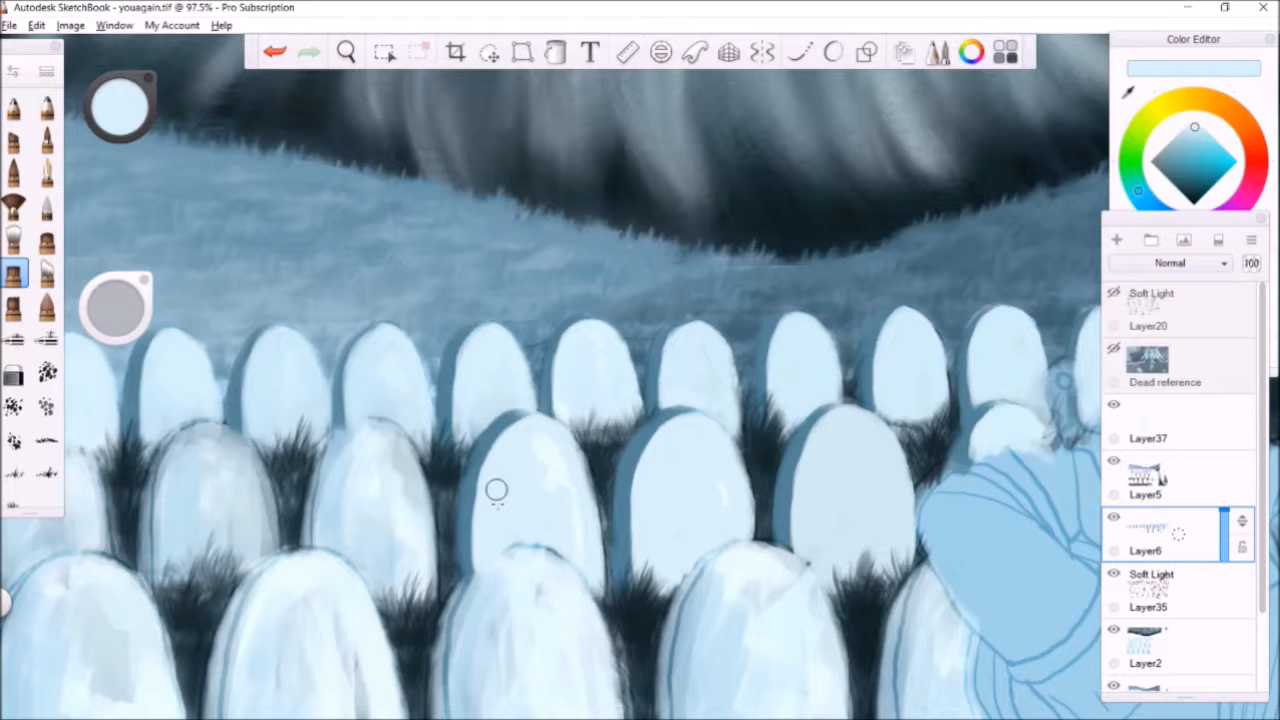 Autodesk SketchBook - youagain.tif @ 97.5% - Pro Subscription
File Edit Image Window My Account Help
T
Color Editor
Normal 100
Soft Light
Layer20
Dead reference
Layer37
Layer5
Layer6
Soft Light
Layer35
Layer2